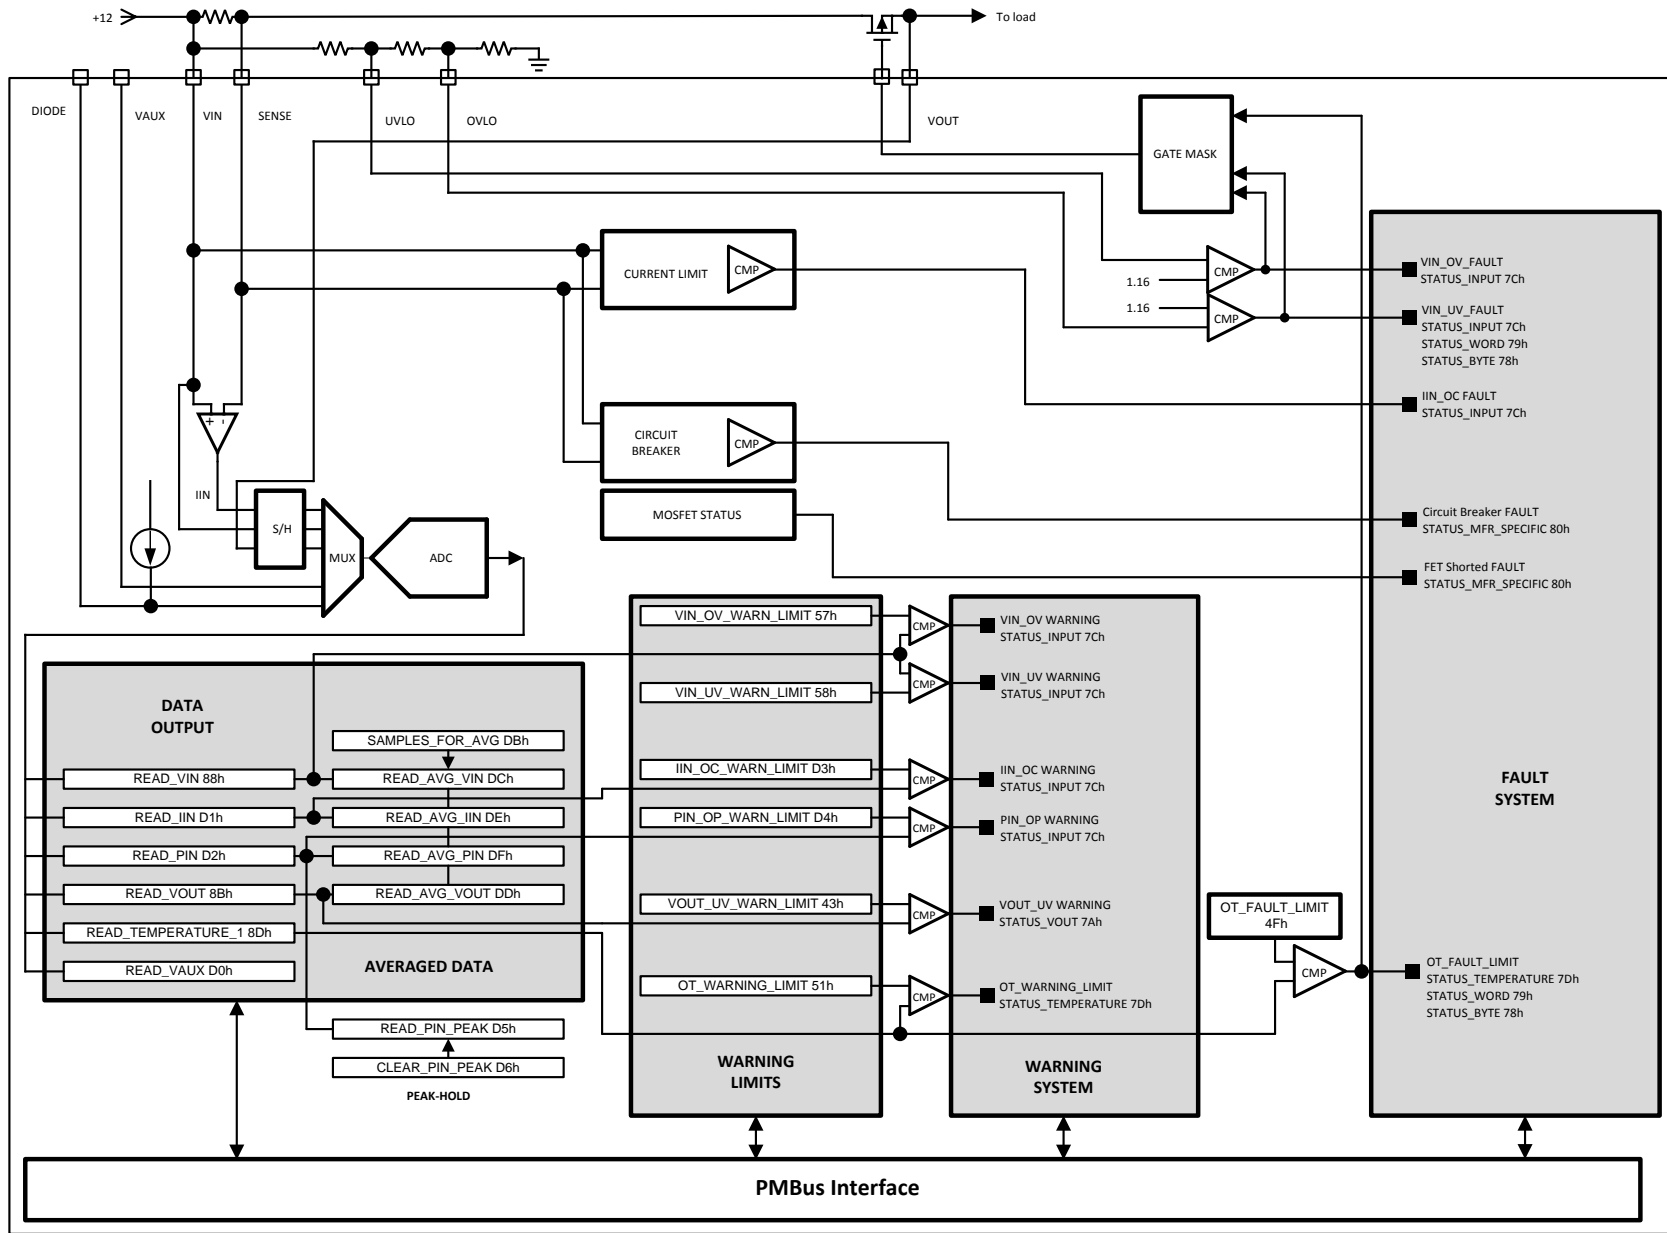 +12
To load
DIODE
VAUX
VIN
SENSE
UVLO
OVLO
VOUT
GATE MASK
CURRENT LIMIT
CMP
CMP
1.16
1.16
CMP
VIN_OV_FAULT
STATUS_INPUT 7Ch
VIN_UV_FAULT
STATUS_INPUT 7Ch
STATUS_WORD 79h
STATUS_BYTE 78h
IIN_OC FAULT
STATUS_INPUT 7Ch
+ -
CIRCUIT
BREAKER
CMP
IIN
S/H
MUX
ADC
MOSFET STATUS
Circuit Breaker FAULT
STATUS_MFR_SPECIFIC 80h
FET Shorted FAULT
STATUS_MFR_SPECIFIC 80h
DATA
OUTPUT
SAMPLES_FOR_AVG DBh
READ_VIN 88h
READ_AVG_VIN DCh
READ_IIN D1h
READ_AVG_IIN DEh
READ_PIN D2h
READ_AVG_PIN DFh
READ_VOUT 8Bh
READ_AVG_VOUT DDh
READ_TEMPERATURE_1 8Dh
READ_VAUX D0h
AVERAGED DATA
READ_PIN_PEAK D5h
CLEAR_PIN_PEAK D6h
PEAK-HOLD
VIN_OV_WARN_LIMIT 57h
VIN_UV_WARN_LIMIT 58h
IIN_OC_WARN_LIMIT D3h
PIN_OP_WARN_LIMIT D4h
VOUT_UV_WARN_LIMIT 43h
OT_WARNING_LIMIT 51h
WARNING
LIMITS
CMP
CMP
CMP
CMP
CMP
CMP
VIN_OV WARNING
STATUS_INPUT 7Ch
VIN_UV WARNING
STATUS_INPUT 7Ch
IIN_OC WARNING
STATUS_INPUT 7Ch
PIN_OP WARNING
STATUS_INPUT 7Ch
VOUT_UV WARNING
STATUS_VOUT 7Ah
OT_WARNING_LIMIT
STATUS_TEMPERATURE 7Dh
WARNING
SYSTEM
OT_FAULT_LIMIT
4Fh
CMP
FAULT
SYSTEM
OT_FAULT_LIMIT
STATUS_TEMPERATURE 7Dh
STATUS_WORD 79h
STATUS_BYTE 78h
PMBus Interface